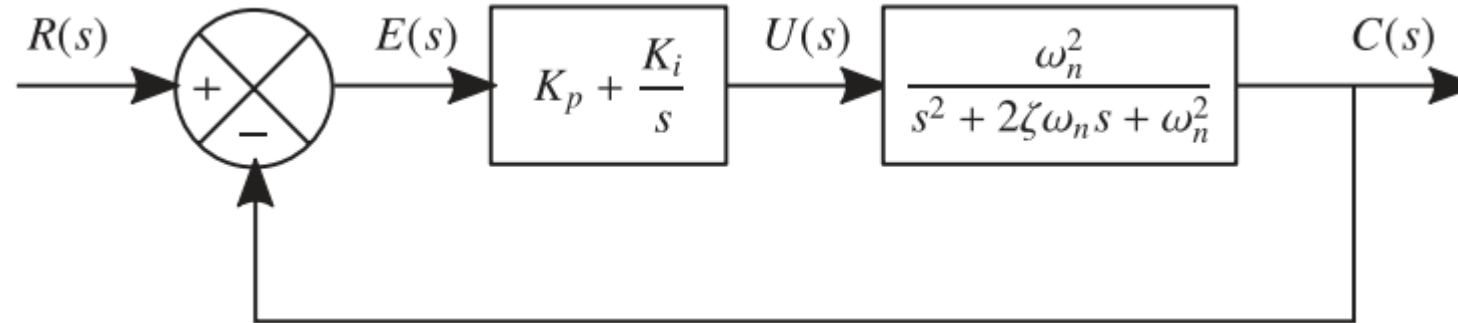 R(s)
+
−
E(s)
K_p + K_i/s
U(s)
ω_n^2/(s^2 + 2ζω_n s + ω_n^2)
C(s)